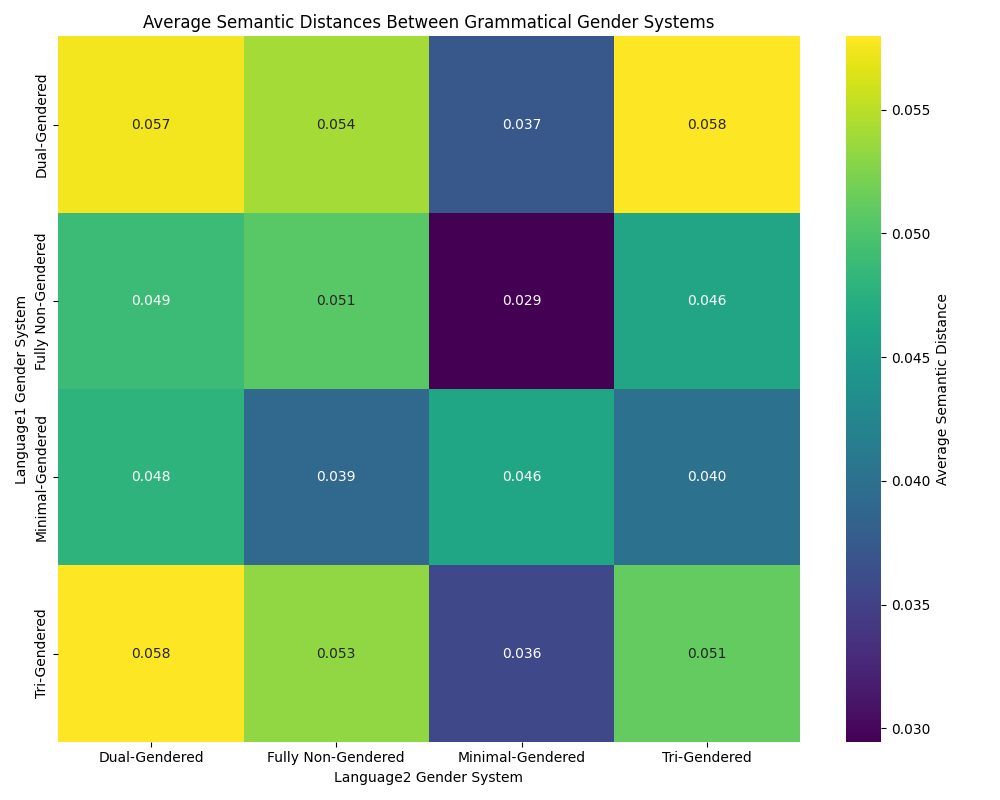 Average Semantic Distances Between Grammatical Gender Systems
Language1 Gender System
Dual-Gendered
0.057 0.054 0.037 0.058
Fully Non-Gendered
0.049 0.051 0.029 0.046
Minimal-Gendered
0.048 0.039 0.046 0.040
Tri-Gendered
0.058 0.053 0.036 0.051
Dual-Gendered Fully Non-Gendered Minimal-Gendered Tri-Gendered
Language2 Gender System
0.055
0.050
0.045
0.040
0.035
0.030
Average Semantic Distance